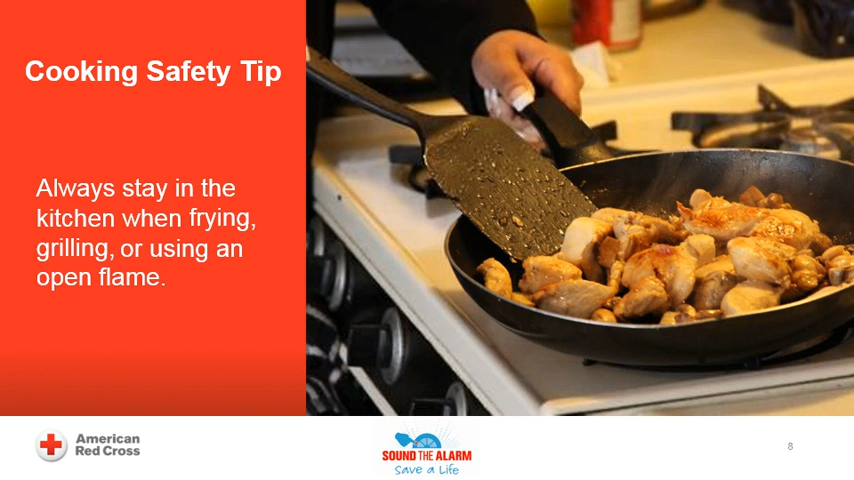 Cooking Safety Tip
Always stay in the
kitchen when frying,
grilling, or using an
open flame.
American
Red Cross
SOUND THE ALARM
Save a Life
8